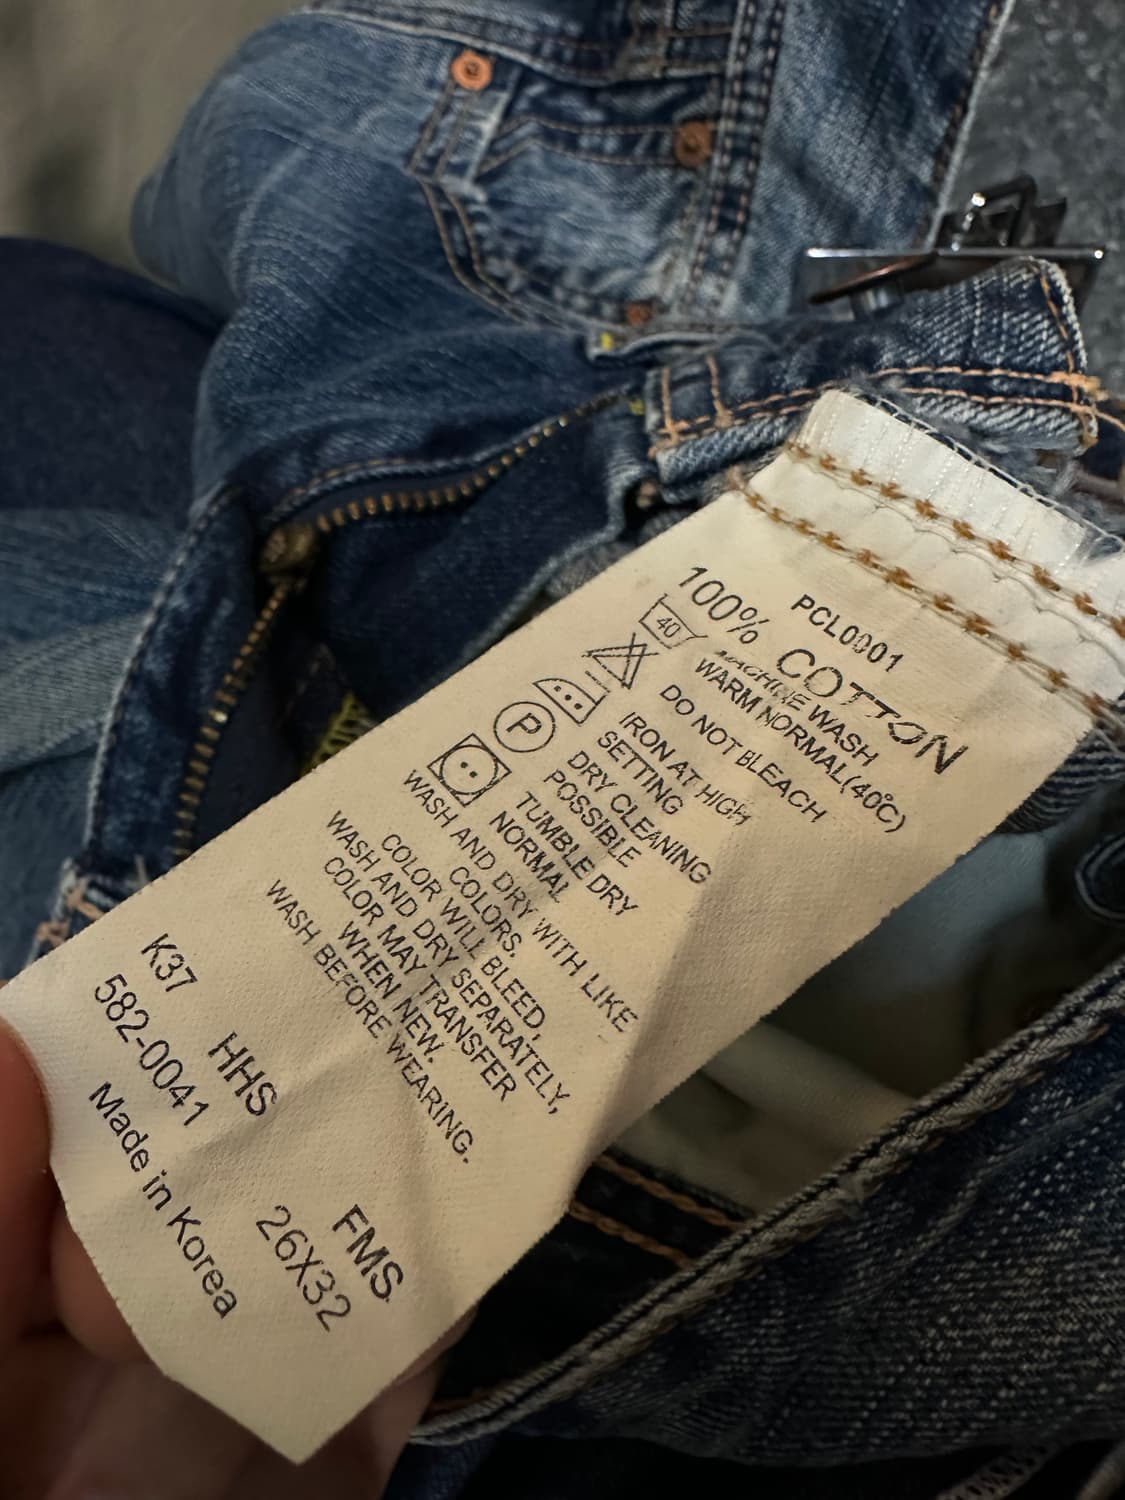 PCL0001
100% COTTON
40
MACHINE WASH
WARM NORMAL(40°C)
DO NOT BLEACH
IRON AT HIGH
SETTING
P
DRY CLEANING
POSSIBLE
TUMBLE DRY
NORMAL
WASH AND DRY WITH LIKE
COLORS.
COLOR WILL BLEED,
WASH AND DRY SEPARATELY,
COLOR MAY TRANSFER
WHEN NEW.
WASH BEFORE WEARING.
K37 HHS FMS
582-0041 26X32
Made in Korea